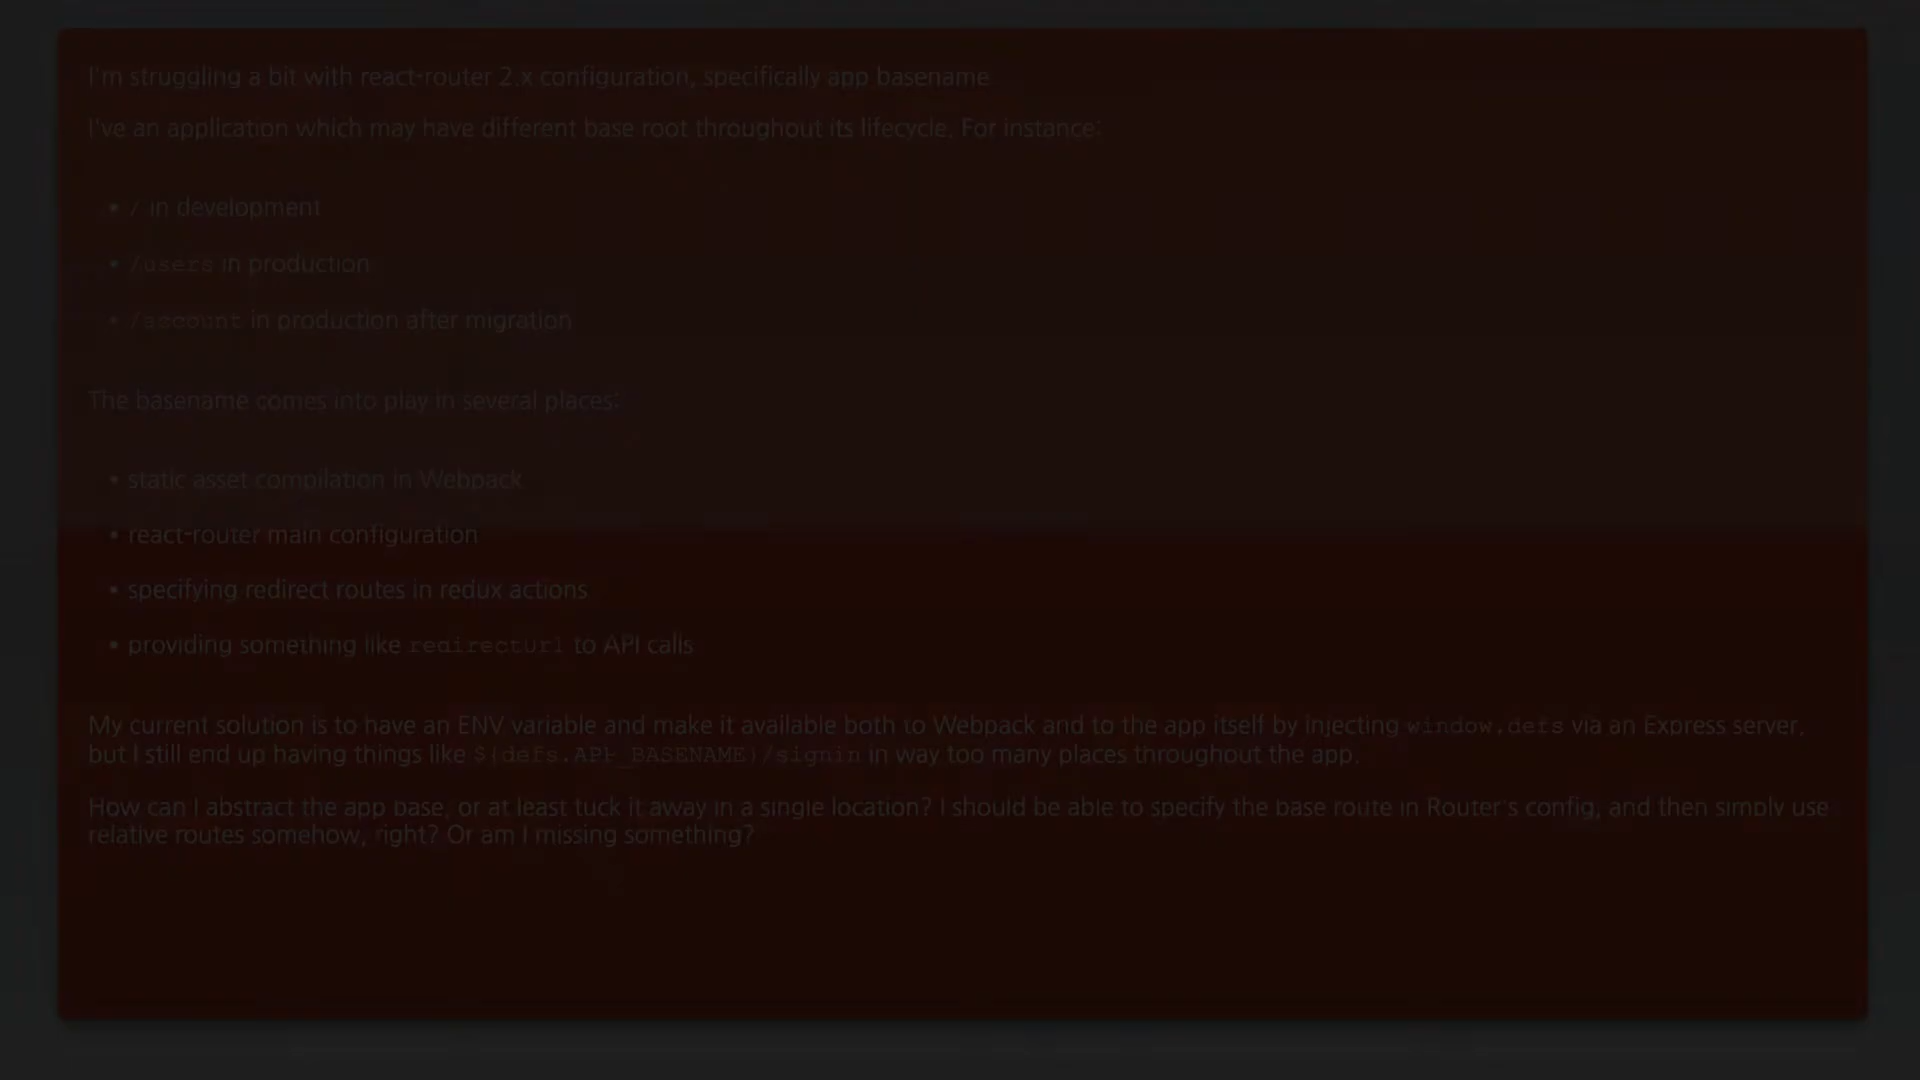 I'm struggling a bit with react-router 2.x configuration, specifically app basename
I've an application which may have different base root throughout its lifecycle. For instance:
• / in development
• /users in production
• /account in production after migration
The basename comes into play in several places:
• static asset compilation in Webpack
• react-router main configuration
• specifying redirect routes in redux actions
• providing something like redirectUrl to API calls
My current solution is to have an ENV variable and make it available both to Webpack and to the app itself by injecting window.defs via an Express server,
but I still end up having things like ${defs.APP_BASENAME}/signin in way too many places throughout the app.
How can I abstract the app base, or at least tuck it away in a single location? I should be able to specify the base route in Router's config, and then simply use
relative routes somehow, right? Or am I missing something?